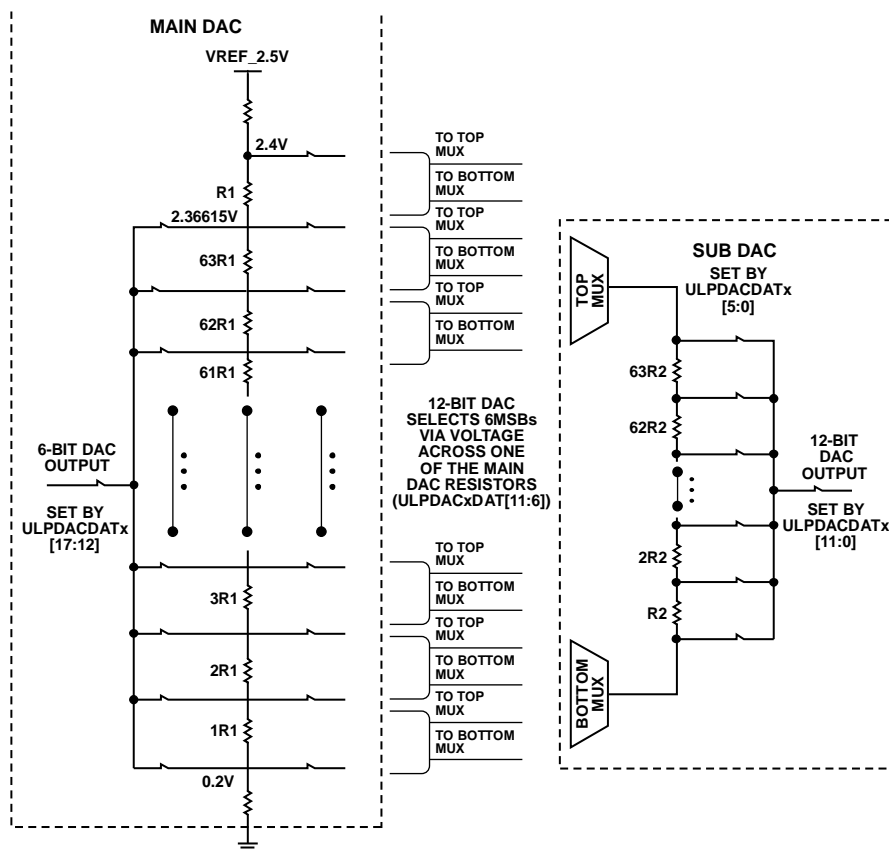 MAIN DAC
VREF_2.5V
2.4V
R1
2.36615V
63R1
62R1
61R1
6-BIT DAC
OUTPUT
SET BY
ULPDACDATx
[17:12]
3R1
2R1
1R1
0.2V
TO TOP
MUX
TO BOTTOM
MUX
TO TOP
MUX
TO BOTTOM
MUX
TO TOP
MUX
TO BOTTOM
MUX
12-BIT DAC
SELECTS 6MSBs
VIA VOLTAGE
ACROSS ONE
OF THE MAIN
DAC RESISTORS
(ULPDACxDAT[11:6])
TO TOP
MUX
TO BOTTOM
MUX
TO TOP
MUX
TO BOTTOM
MUX
TO TOP
MUX
TO BOTTOM
MUX
SUB DAC
SET BY
ULPDACDATx
[5:0]
TOP
MUX
63R2
62R2
2R2
R2
BOTTOM
MUX
12-BIT
DAC
OUTPUT
SET BY
ULPDACDATx
[11:0]